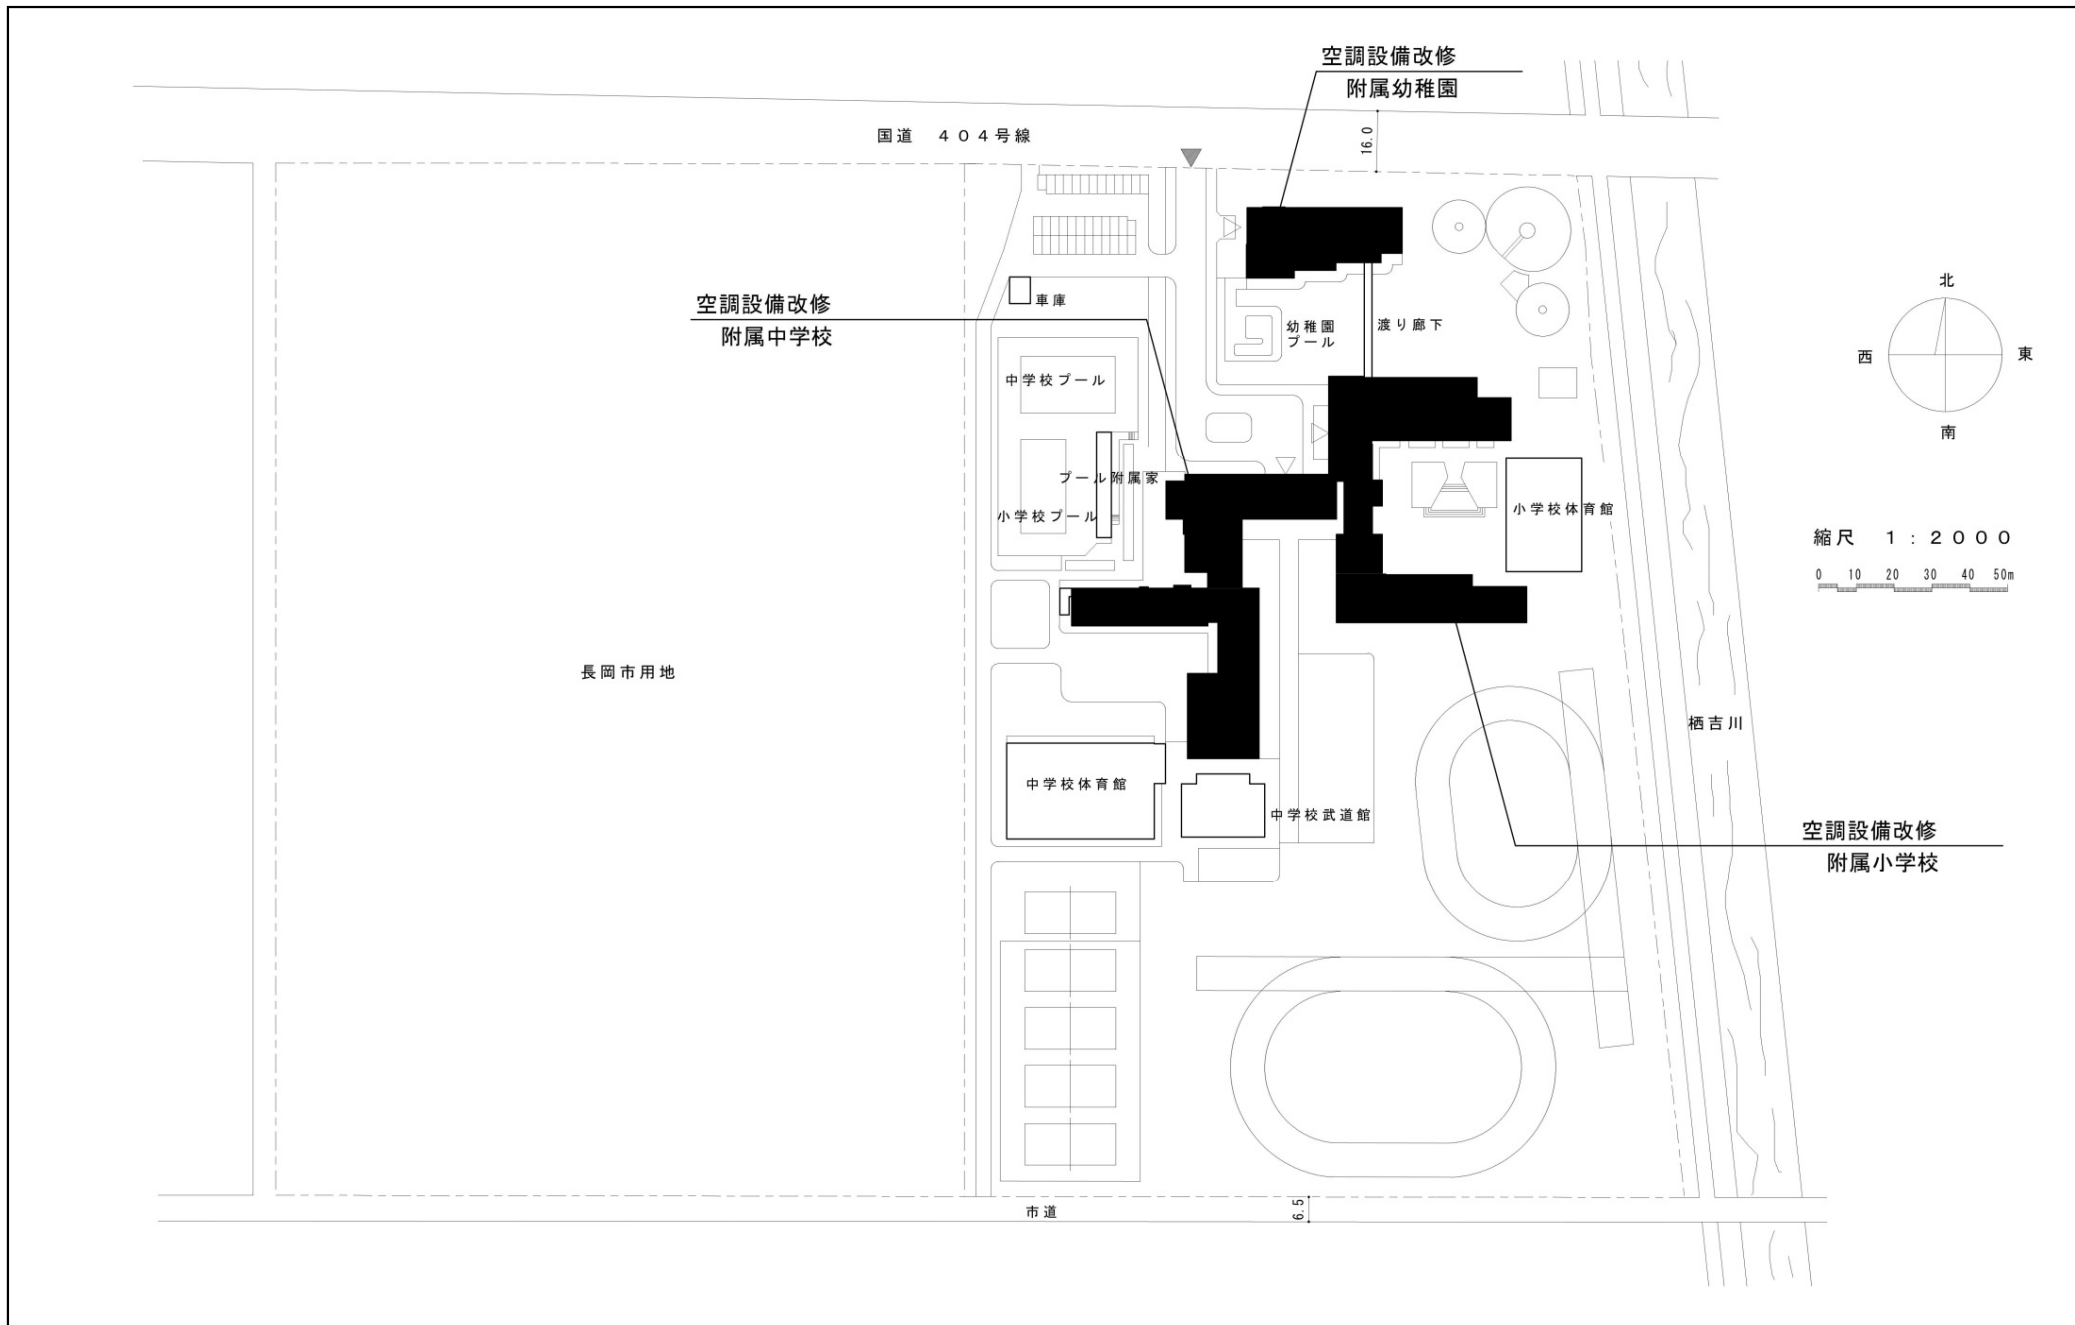 空調設備改修
附属幼稚園
国道　４０４号線
16.0
空調設備改修
附属中学校
車庫
幼稚園
プール
渡り廊下
北
西
東
南
中学校プール
プール附属家
小学校プール
小学校体育館
縮尺　１：２０００
0 10 20 30 40 50m
長岡市用地
栖吉川
中学校体育館
中学校武道館
空調設備改修
附属小学校
市道
6.5